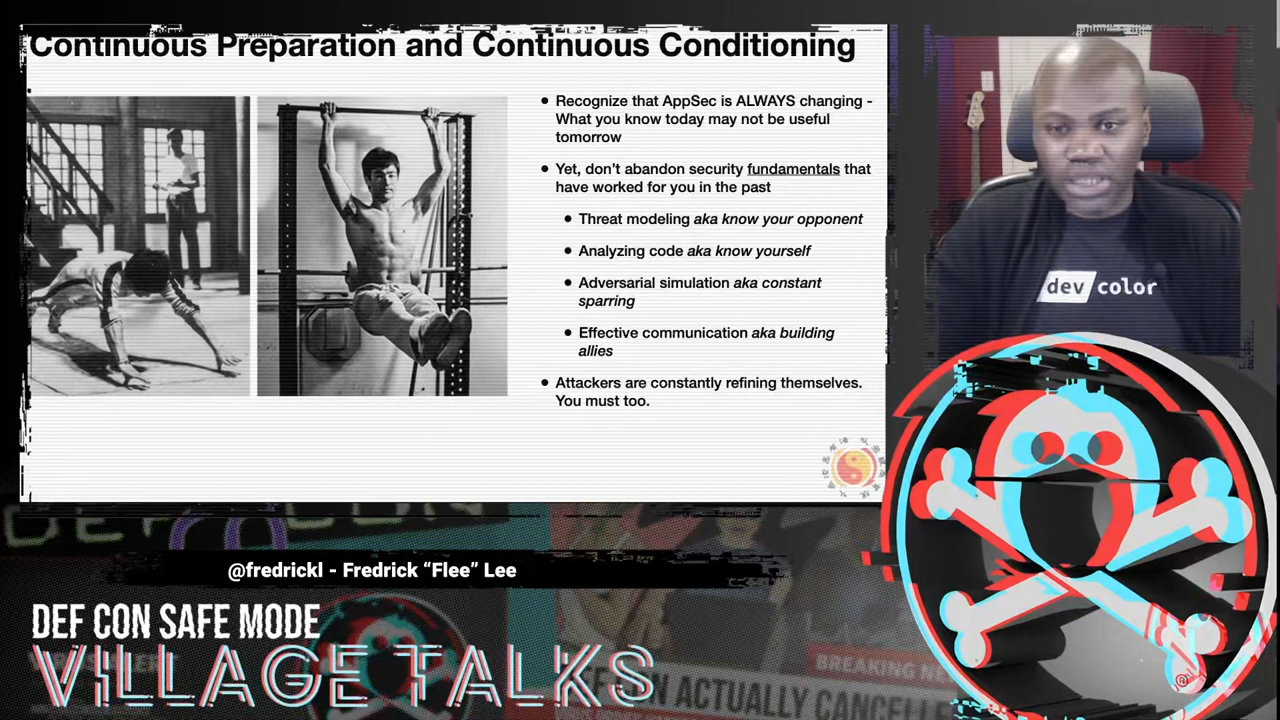 Continuous Preparation and Continuous Conditioning
● Recognize that AppSec is ALWAYS changing -
What you know today may not be useful
tomorrow
● Yet, don’t abandon security fundamentals that
have worked for you in the past
● Threat modeling aka know your opponent
● Analyzing code aka know yourself
● Adversarial simulation aka constant
sparring
● Effective communication aka building
allies
● Attackers are constantly refining themselves.
You must too.
dev/color
@fredrickl - Fredrick “Flee” Lee
DEF CON SAFE MODE
VILLAGE TALKS
DEF CON
BREAKING
CON ACTUALLY
®